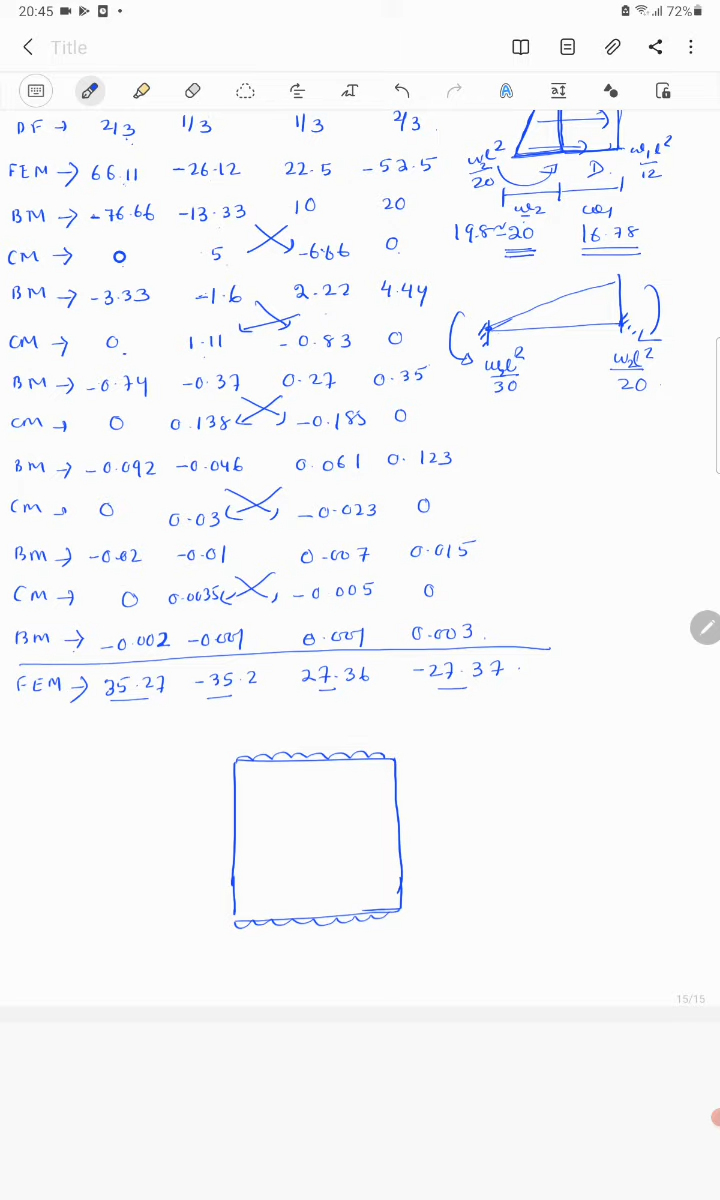 20:45
72%
Title
DF → 2/3 1/3 1/3 2/3
FEM → 66.11 -26.12 22.5 -52.5
BM → -76.66 -13.33 10 20
CM → 0 5 -6.66 0
BM → -3.33 -1.6 2.22 4.44
CM → 0. 1.11 -0.83 0
BM → -0.74 -0.37 0.27 0.35
CM → 0 0.138 -0.185 0
BM → -0.092 -0.046 0.061 0.123
CM → 0 0.03 -0.023 0
BM → -0.02 -0.01 0.007 0.015
CM → 0 0.0035 -0.005 0
BM → -0.002 -0.001 0.001 0.003
FEM → 35.27 -35.2 27.36 -27.37
w₂l²/20 D w₁l²/12
w₂ w₁
19.8≈20 16.78
w₂l²/30 w₂l²/20
15/15